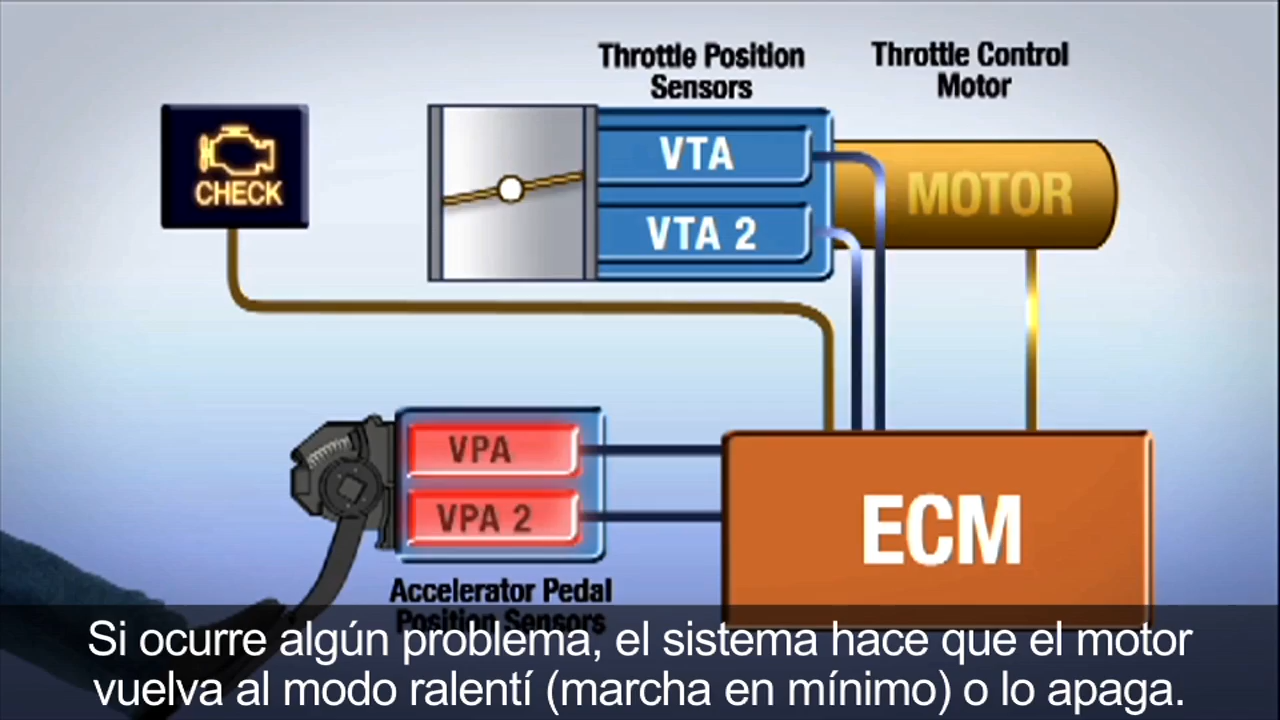 Throttle Position
Sensors
Throttle Control
Motor
CHECK
VTA
VTA 2
MOTOR
VPA
VPA 2
ECM
Accelerator Pedal
Position Sensors
Si ocurre algún problema, el sistema hace que el motor
vuelva al modo ralentí (marcha en mínimo) o lo apaga.